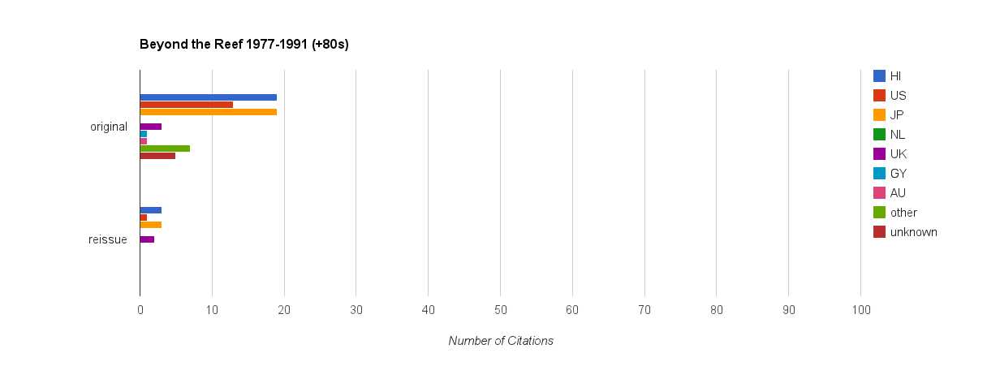 Beyond the Reef 1977-1991 (+80s)
HI
US
JP
NL
UK
GY
AU
other
unknown
original
reissue
0 10 20 30 40 50 60 70 80 90 100
Number of Citations